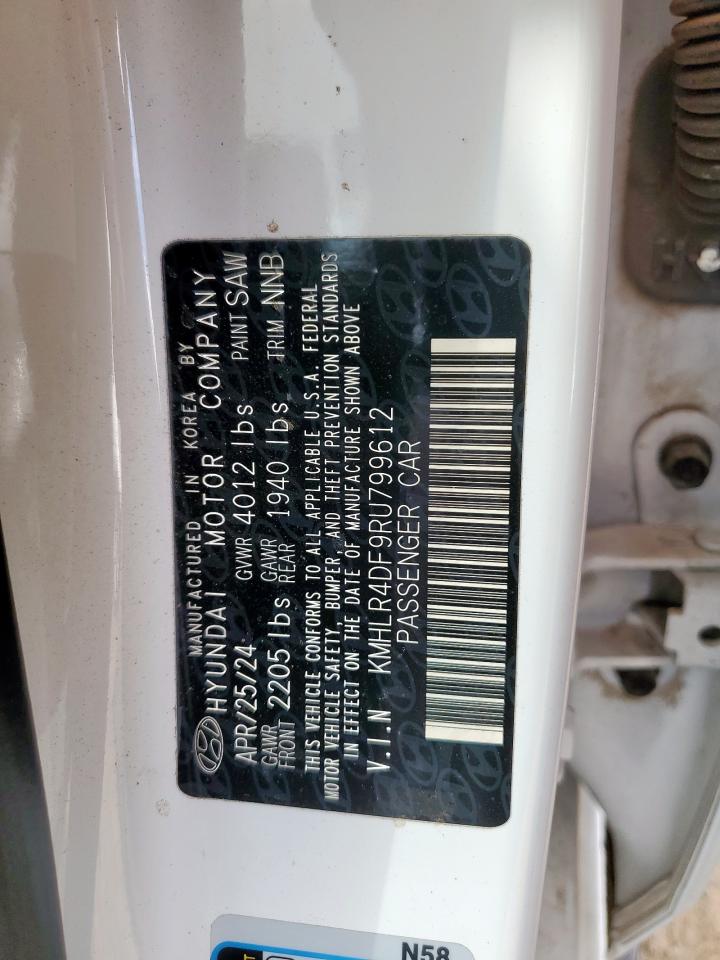 MANUFACTURED IN KOREA BY
HYUNDAI MOTOR COMPANY
APR/25/24 GVWR 4012 lbs PAINT SAW
GAWR FRONT 2205 lbs GAWR REAR 1940 lbs TRIM NNB
THIS VEHICLE CONFORMS TO ALL APPLICABLE U.S.A. FEDERAL
MOTOR VEHICLE SAFETY, BUMPER, AND THEFT PREVENTION STANDARDS
IN EFFECT ON THE DATE OF MANUFACTURE SHOWN ABOVE
V.I.N KMHLR4DF9RU799612
PASSENGER CAR
N58